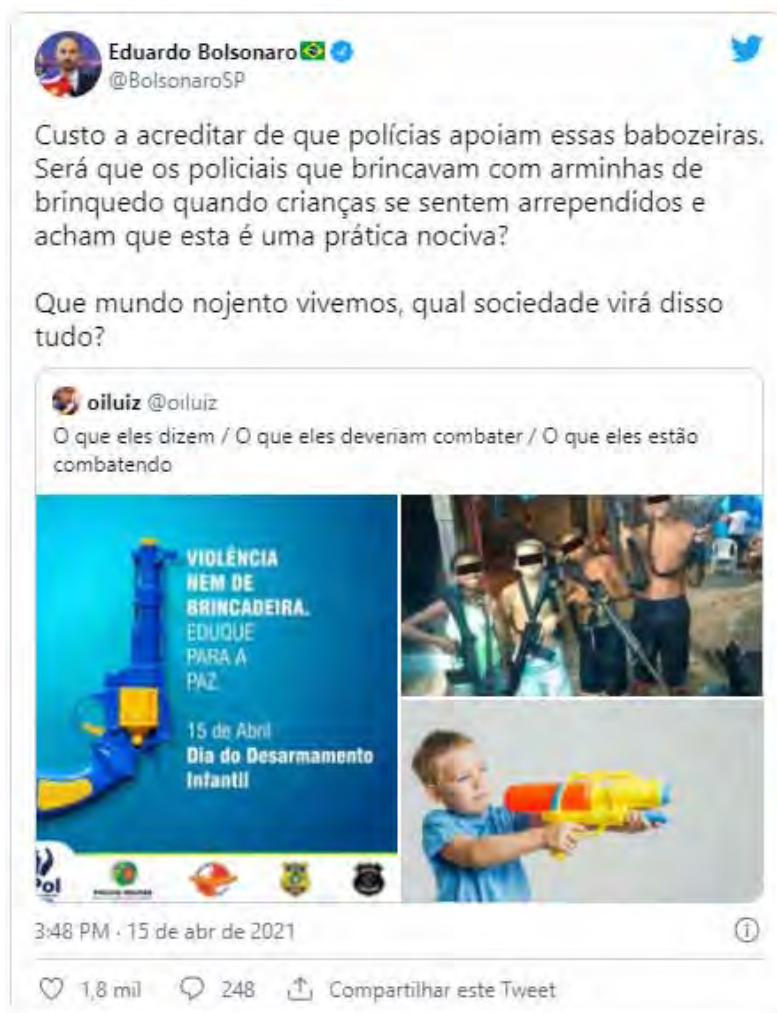 Eduardo Bolsonaro
@BolsonaroSP
Custo a acreditar de que polícias apoiam essas babozeiras.
Será que os policiais que brincavam com arminhas de
brinquedo quando crianças se sentem arrependidos e
acham que esta é uma prática nociva?
Que mundo nojento vivemos, qual sociedade virá disso
tudo?
oiluiz @oiluiz
O que eles dizem / O que eles deveriam combater / O que eles estão
combatendo
VIOLÊNCIA
NEM DE
BRINCADEIRA.
EDUQUE
PARA A
PAZ
15 de Abril
Dia do Desarmamento
Infantil
Pol
3:48 PM · 15 de abr de 2021
1,8 mil 248 Compartilhar este Tweet